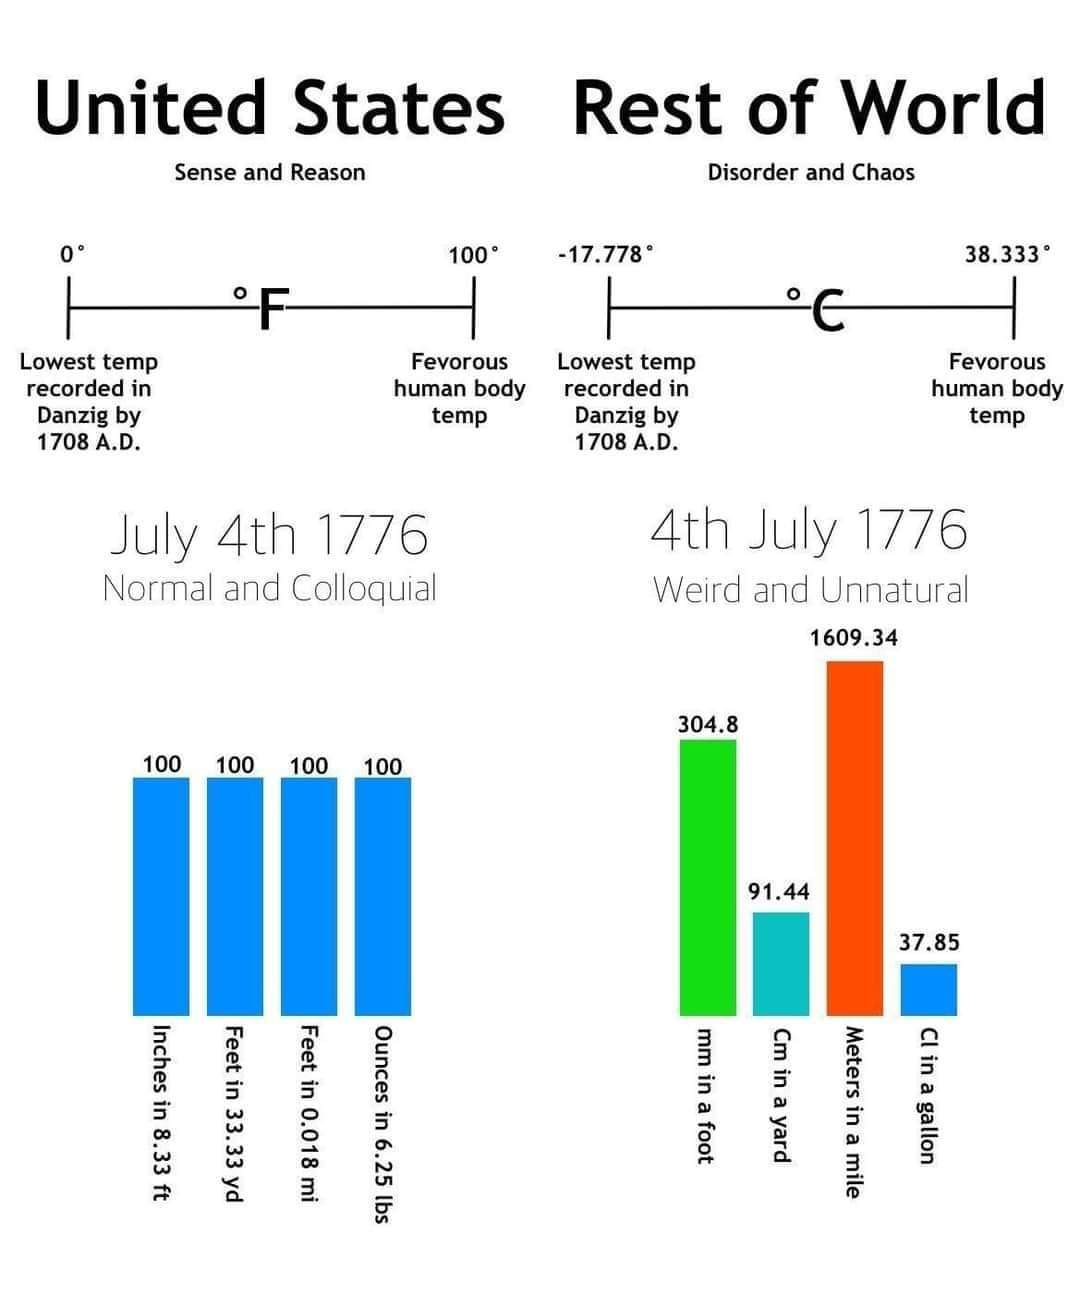 United States
Sense and Reason
0°
100°
°F
Lowest temp
recorded in
Danzig by
1708 A.D.
Fevorous
human body
temp
Rest of World
Disorder and Chaos
-17.778°
38.333°
°C
Lowest temp
recorded in
Danzig by
1708 A.D.
Fevorous
human body
temp
July 4th 1776
Normal and Colloquial
4th July 1776
Weird and Unnatural
100
100
100
100
Inches in 8.33 ft
Feet in 33.33 yd
Feet in 0.018 mi
Ounces in 6.25 lbs
304.8
91.44
1609.34
37.85
mm in a foot
Cm in a yard
Meters in a mile
Cl in a gallon